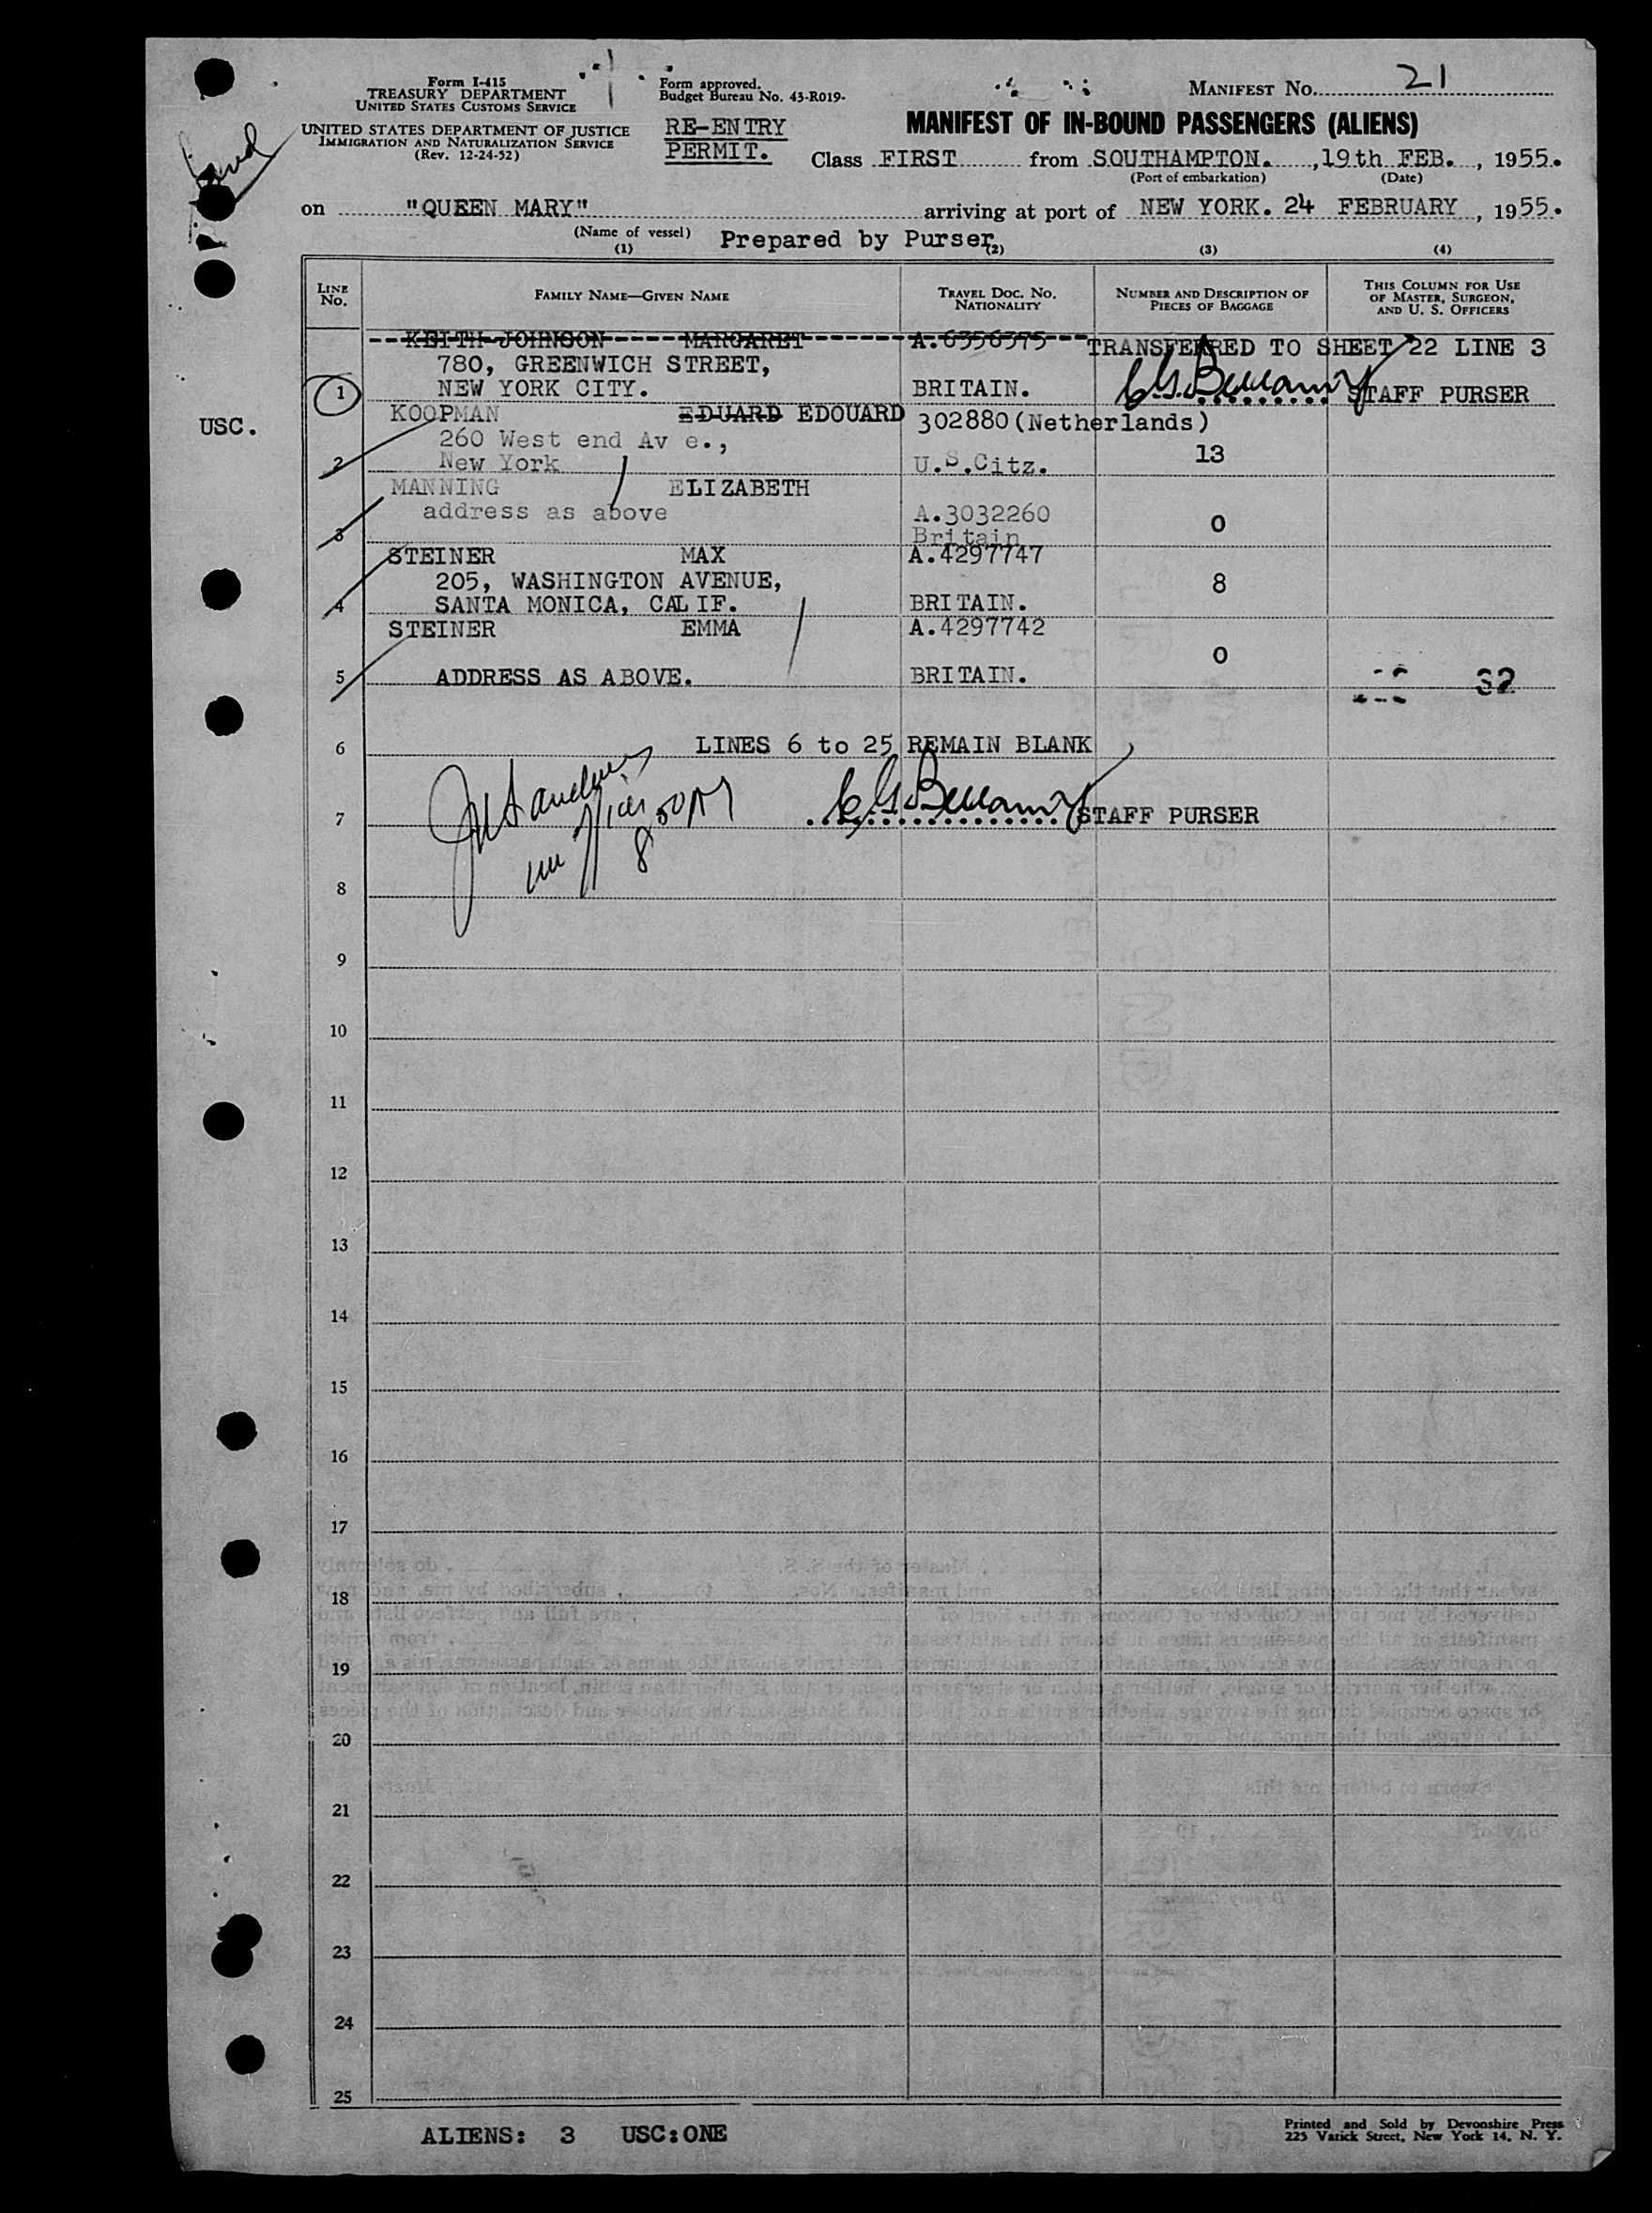 Form I-415
TREASURY DEPARTMENT
UNITED STATES CUSTOMS SERVICE
UNITED STATES DEPARTMENT OF JUSTICE
IMMIGRATION AND NATURALIZATION SERVICE
(Rev. 12-24-52)
Form approved.
Budget Bureau No. 43-R019-
RE-ENTRY
PERMIT.
MANIFEST No. 21
MANIFEST OF IN-BOUND PASSENGERS (ALIENS)
Class FIRST from SOUTHAMPTON. , 19th FEB. , 1955.
(Port of embarkation) (Date)
on "QUEEN MARY" arriving at port of NEW YORK. 24 FEBRUARY , 1955.
(Name of vessel) Prepared by Purser
(1) (2) (3) (4)
LINE No. FAMILY NAME—GIVEN NAME TRAVEL DOC. NO. NATIONALITY NUMBER AND DESCRIPTION OF PIECES OF BAGGAGE THIS COLUMN FOR USE OF MASTER, SURGEON, AND U. S. OFFICERS
KEITH-JOHNSON MARGARET A.6356375 TRANSFERRED TO SHEET 22 LINE 3
780, GREENWICH STREET,
1 NEW YORK CITY. BRITAIN. C.G. Bellamy STAFF PURSER
KOOPMAN EDUARD EDOUARD 302880(Netherlands)
USC.
260 West end Av e.,
2 New York U.S.Citz. 13
MANNING ELIZABETH
address as above A.3032260
3 Britain 0
STEINER MAX A.4297747
205, WASHINGTON AVENUE, 8
4 SANTA MONICA, CALIF. BRITAIN.
STEINER EMMA A.4297742
0
5 ADDRESS AS ABOVE. BRITAIN.
32
6 LINES 6 to 25 REMAIN BLANK
7 C.G. Bellamy STAFF PURSER
8
9
10
11
12
13
14
15
16
17
18
19
20
21
22
23
24
25
ALIENS: 3 USC:ONE
Printed and Sold by Devonshire Press
225 Varick Street, New York 14, N. Y.